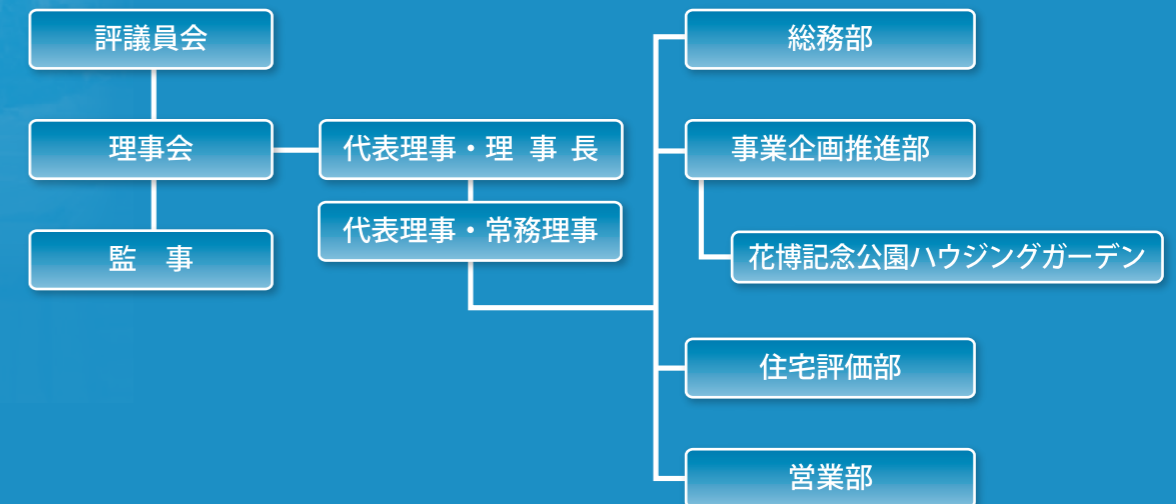 評議員会
理事会
監　事
代表理事・理 事 長
代表理事・常務理事
総務部
事業企画推進部
花博記念公園ハウジングガーデン
住宅評価部
営業部